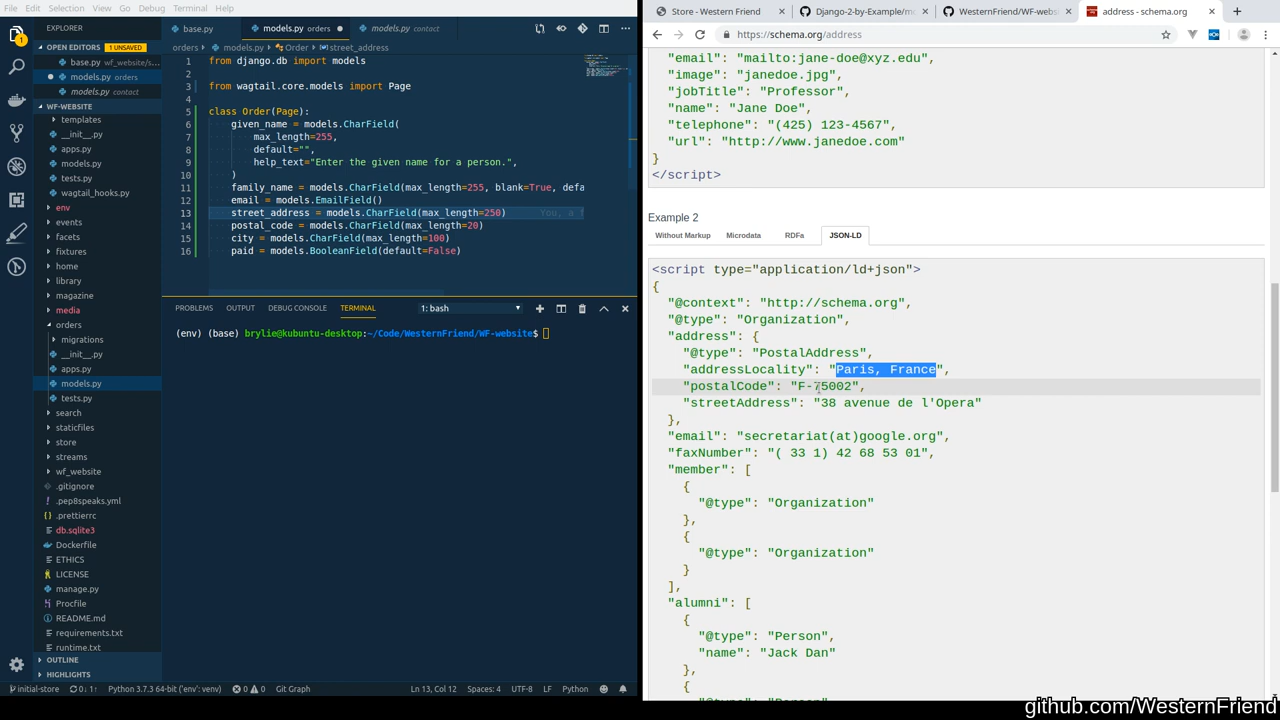 File Edit Selection View Go Debug Terminal Help
EXPLORER
OPEN EDITORS 1 UNSAVED
base.py wf_website/s...
models.py orders
models.py contact
WF-WEBSITE
templates
__init__.py
apps.py
models.py
tests.py
wagtail_hooks.py
env
events
facets
fixtures
home
library
magazine
media
orders
migrations
__init__.py
apps.py
models.py
tests.py
search
staticfiles
store
streams
wf_website
.gitignore
.pep8speaks.yml
.prettierrc
db.sqlite3
Dockerfile
ETHICS
LICENSE
manage.py
Procfile
README.md
requirements.txt
runtime.txt
OUTLINE
HIGHLIGHTS
base.py
models.py orders
models.py contact
orders models.py Order street_address
1 from django.db import models
2
3 from wagtail.core.models import Page
4
5 class Order(Page):
6 given_name = models.CharField(
7 max_length=255,
8 default="",
9 help_text="Enter the given name for a person.",
10 )
11 family_name = models.CharField(max_length=255, blank=True, defa
12 email = models.EmailField()
13 street_address = models.CharField(max_length=250) You, a f
14 postal_code = models.CharField(max_length=20)
15 city = models.CharField(max_length=100)
16 paid = models.BooleanField(default=False)
PROBLEMS OUTPUT DEBUG CONSOLE TERMINAL 1: bash
(env) (base) brylie@kubuntu-desktop:~/Code/WesternFriend/WF-website$
initial-store 0↓ 1↑ Python 3.7.3 64-bit ('env': venv) 0 0 Git Graph Ln 13, Col 12 Spaces: 4 UTF-8 LF Python
Store - Western Friend
Django-2-by-Example/mo
WesternFriend/WF-websi
address - schema.org
https://schema.org/address
"email": "mailto:jane-doe@xyz.edu",
"image": "janedoe.jpg",
"jobTitle": "Professor",
"name": "Jane Doe",
"telephone": "(425) 123-4567",
"url": "http://www.janedoe.com"
}
</script>
Example 2
Without Markup Microdata RDFa JSON-LD
<script type="application/ld+json">
{
"@context": "http://schema.org",
"@type": "Organization",
"address": {
"@type": "PostalAddress",
"addressLocality": "Paris, France",
"postalCode": "F-75002",
"streetAddress": "38 avenue de l'Opera"
},
"email": "secretariat(at)google.org",
"faxNumber": "( 33 1) 42 68 53 01",
"member": [
{
"@type": "Organization"
},
{
"@type": "Organization"
}
],
"alumni": [
{
"@type": "Person",
"name": "Jack Dan"
},
{
github.com/WesternFriend